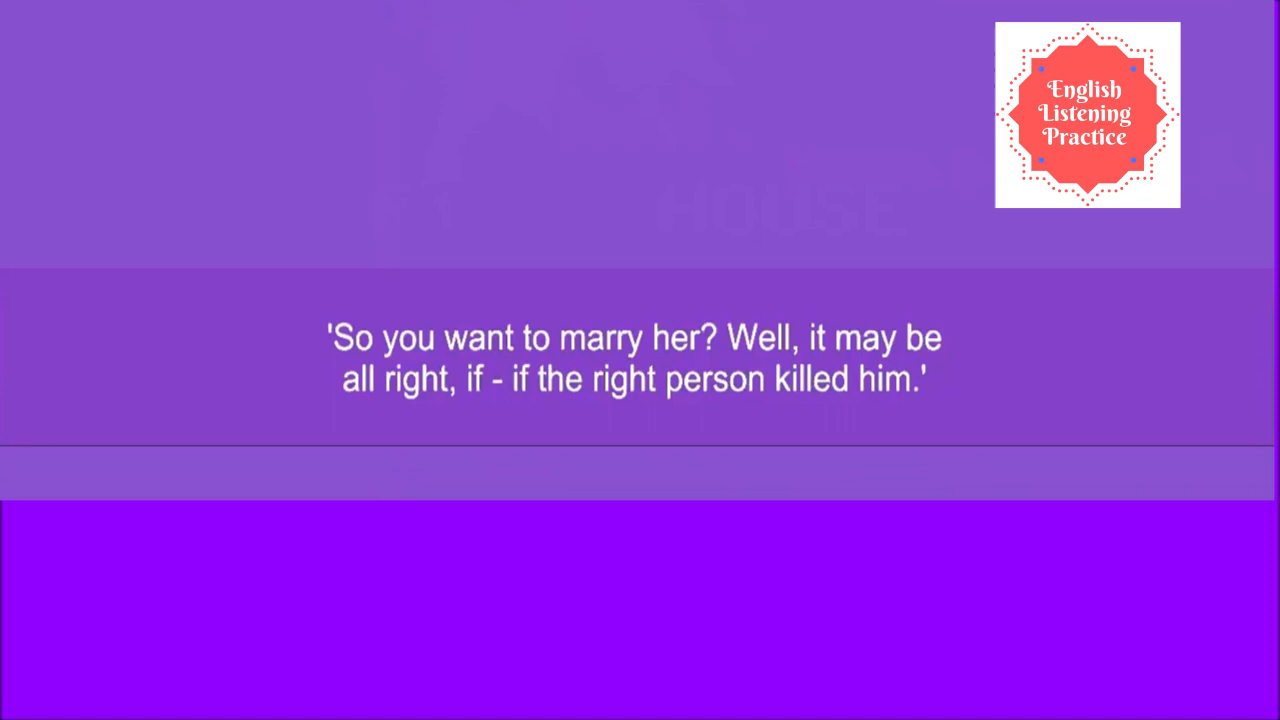 English
Listening
Practice
HOUSE
'So you want to marry her? Well, it may be
all right, if - if the right person killed him.'